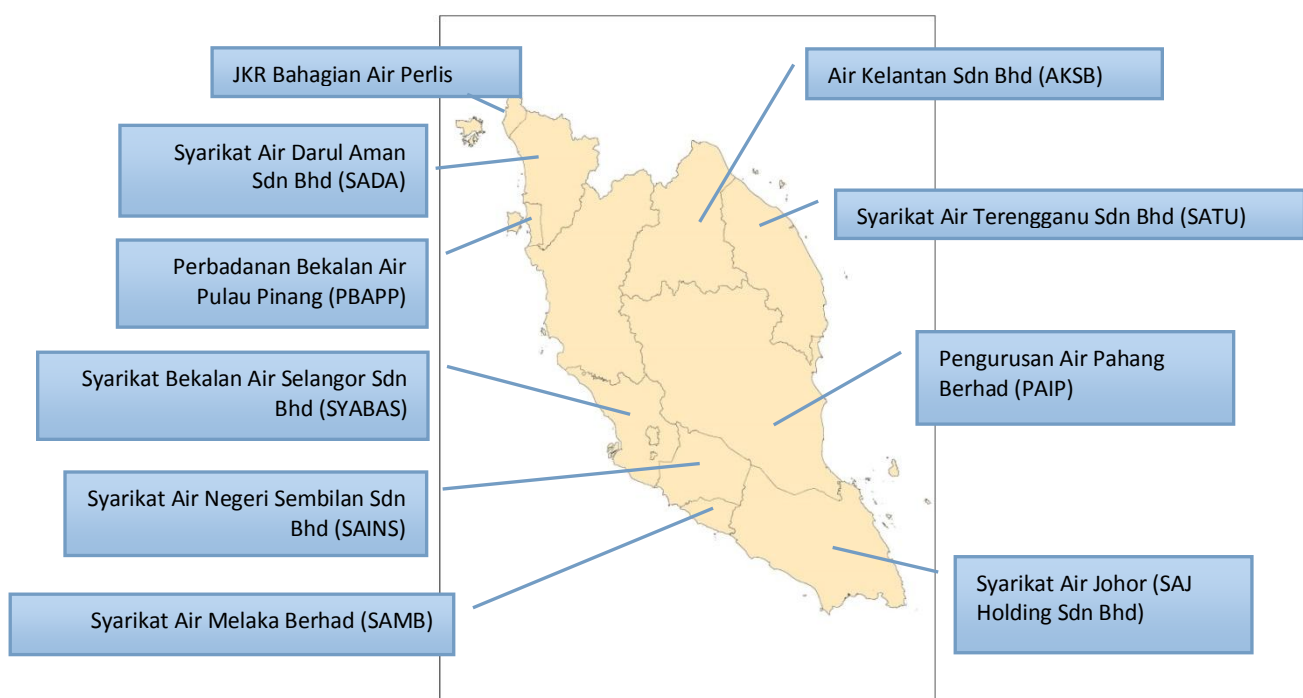 JKR Bahagian Air Perlis
Syarikat Air Darul Aman
Sdn Bhd (SADA)
Perbadanan Bekalan Air
Pulau Pinang (PBAPP)
Syarikat Bekalan Air Selangor Sdn
Bhd (SYABAS)
Syarikat Air Negeri Sembilan Sdn
Bhd (SAINS)
Syarikat Air Melaka Berhad (SAMB)
Air Kelantan Sdn Bhd (AKSB)
Syarikat Air Terengganu Sdn Bhd (SATU)
Pengurusan Air Pahang
Berhad (PAIP)
Syarikat Air Johor (SAJ
Holding Sdn Bhd)